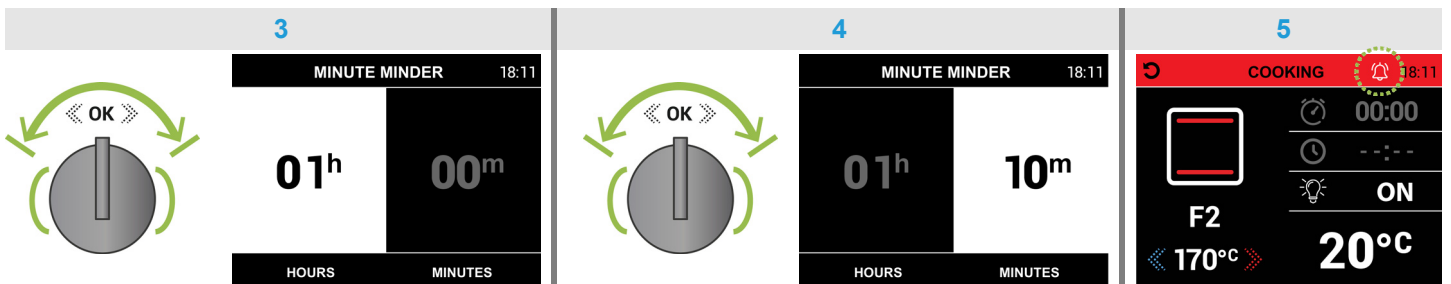 3
OK
MINUTE MINDER 18:11
01h 00m
HOURS MINUTES
4
OK
MINUTE MINDER 18:11
01h 10m
HOURS MINUTES
5
COOKING 18:11
00:00
--:--
ON
F2
170°C
20°C